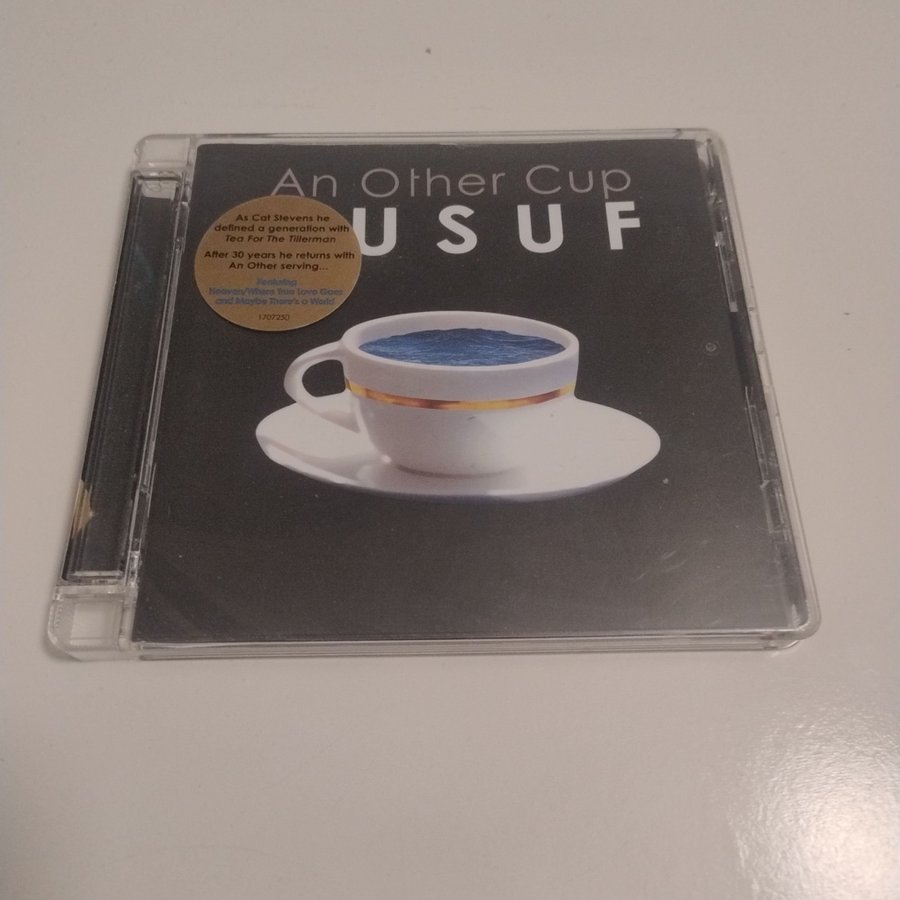 An Other Cup
USUF
As Cat Stevens he
defined a generation with
Tea For The Tillerman
After 30 years he returns with
An Other serving...
Featuring
Heaven/Where True Love Goes
and Maybe There's a World
1707250